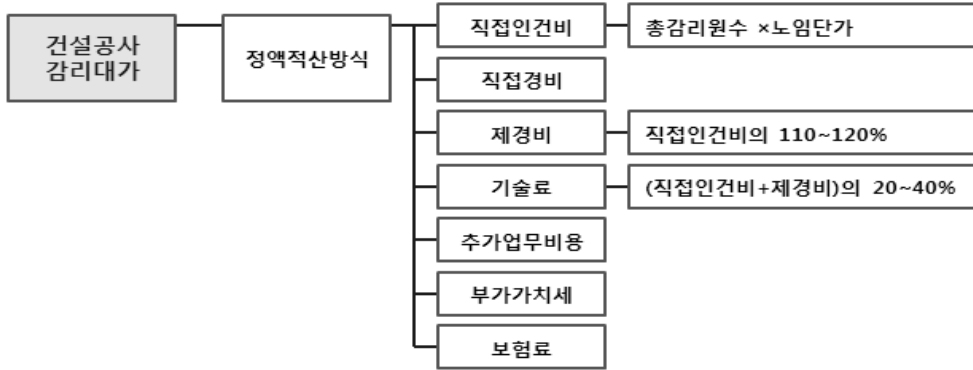 건설공사
감리대가
정액적산방식
직접인건비
총감리원수 ×노임단가
직접경비
제경비
직접인건비의 110~120%
기술료
(직접인건비+제경비)의 20~40%
추가업무비용
부가가치세
보험료